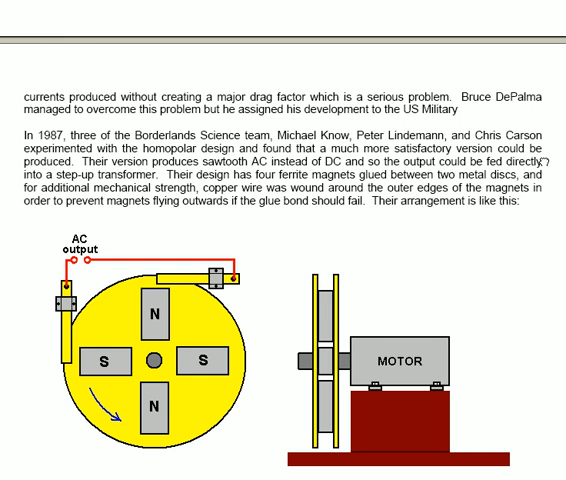 currents produced without creating a major drag factor which is a serious problem. Bruce DePalma
managed to overcome this problem but he assigned his development to the US Military
In 1987, three of the Borderlands Science team, Michael Know, Peter Lindemann, and Chris Carson
experimented with the homopolar design and found that a much more satisfactory version could be
produced. Their version produces sawtooth AC instead of DC and so the output could be fed directly
into a step-up transformer. Their design has four ferrite magnets glued between two metal discs, and
for additional mechanical strength, copper wire was wound around the outer edges of the magnets in
order to prevent magnets flying outwards if the glue bond should fail. Their arrangement is like this:
AC
output
N
S
S
N
MOTOR